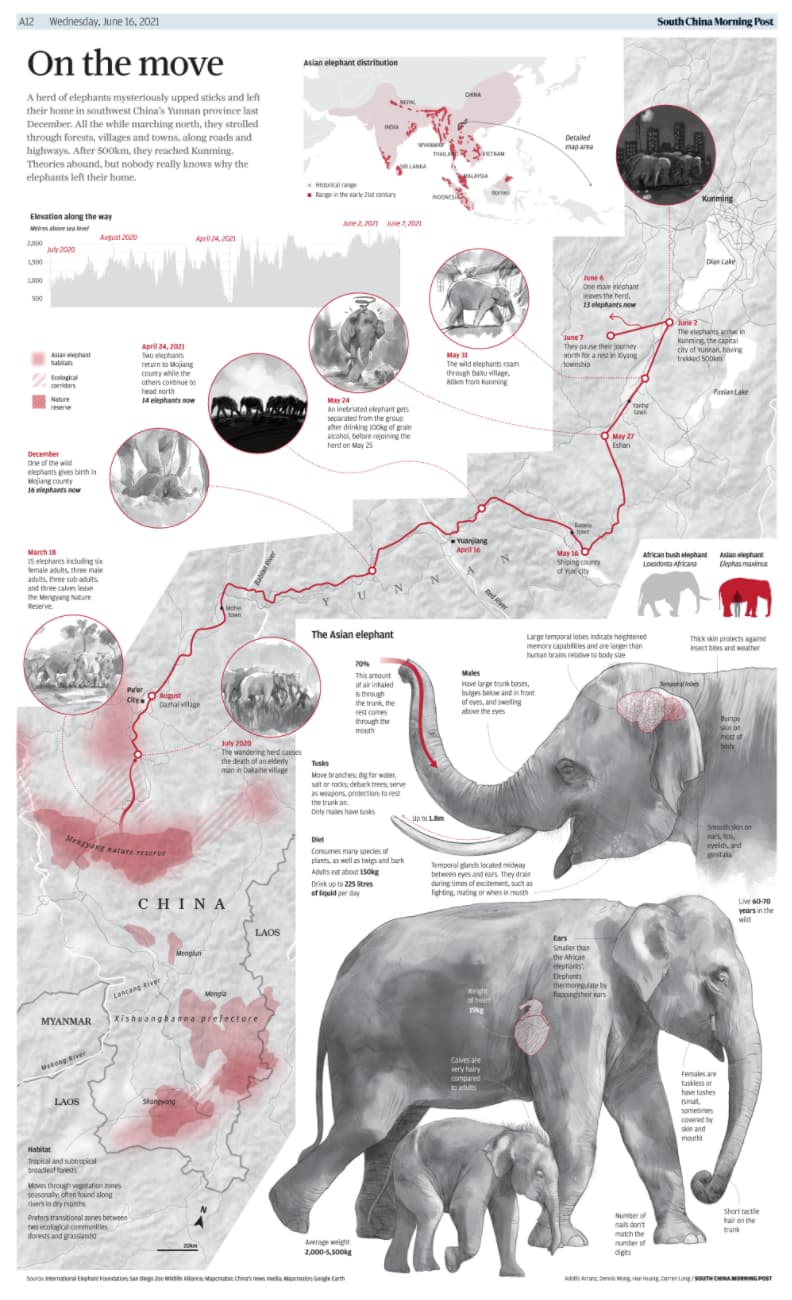 A12 Wednesday, June 16, 2021
South China Morning Post
On the move
A herd of elephants mysteriously upped sticks and left
their home in southwest China's Yunnan province last
December. All the while marching north, they strolled
through forests, villages and towns, along roads and
highways. After 500km, they reached Kunming.
Theories abound, but nobody really knows why the
elephants left their home.
Asian elephant distribution
CHINA
NEPAL
INDIA
MYANMAR
THAILAND
VIETNAM
SRI LANKA
MALAYSIA
INDONESIA
Borneo
Historical range
Range in the early 21st century
Detailed
map area
Elevation along the way
Metres above sea level
2,000
1,500
1,000
500
July 2020
August 2020
April 24, 2021
June 2, 2021
June 7, 2021
Asian elephant
habitats
Ecological
corridors
Nature
reserve
Kunming
Dian Lake
Fuxian Lake
June 6
One male elephant
leaves the herd.
13 elephants now
June 7
They pause their journey
north for a rest in Xiyang
township
June 2
The elephants arrive in
Kunming, the capital
city of Yunnan, having
trekked 500km
May 31
The wild elephants roam
through Daitu village,
80km from Kunming
Yanhe
town
May 27
Eshan
April 24, 2021
Two elephants
return to Mojiang
county while the
others continue to
head north
14 elephants now
May 24
An inebriated elephant gets
separated from the group
after drinking 100kg of grain
alcohol, before rejoining the
herd on May 25
December
One of the wild
elephants gives birth in
Mojiang county
16 elephants now
Yuanjiang
April 16
town
May 16
Shiping county
of Yuxi city
Red River
YUNNAN
Babian River
Mohei
town
March 18
15 elephants including six
female adults, three male
adults, three sub-adults,
and three calves leave
the Mengyang Nature
Reserve.
Pu'er
City
August
Dazhai village
July 2020
The wandering herd causes
the death of an elderly
man in Dakaihe village
Mengyang nature reserve
CHINA
LAOS
Menglun
Lancang River
Mengla
MYANMAR
Xishuangbanna prefecture
Mekong River
LAOS
Shangyong
Habitat
Tropical and subtropical
broadleaf forests
Moves through vegetation zones
seasonally; often found along
rivers in dry months
Prefers transitional zones between
two ecological communities
(forests and grasslands)
N
20km
African bush elephant
Loxodonta Africana
Asian elephant
Elephas maximus
The Asian elephant
70%
This amount
of air inhaled
is through
the trunk, the
rest comes
through the
mouth
Males
Have large trunk bases,
bulges below and in front
of eyes, and swelling
above the eyes
Large temporal lobes indicate heightened
memory capabilities and are larger than
human brains relative to body size
Thick skin protects against
insect bites and weather
Temporal lobes
Bumpy
skin on
most of
body
Smooth skin on
ears, lips,
eyelids, and
genitalia
Tusks
Move branches; dig for water,
salt or rocks; debark trees; serve
as weapons, protection; to rest
the trunk on.
Only males have tusks
Up to 1.8m
Diet
Consumes many species of
plants, as well as twigs and bark
Adults eat about 150kg
Drink up to 225 litres
of liquid per day
Temporal glands located midway
between eyes and ears. They drain
during times of excitement, such as
fighting, mating or when in musth
Live 60-70
years in the
wild
Ears
Smaller than
the African
elephants'.
Elephants
thermoregulate by
flapping their ears
Weight
of heart
19kg
Calves are
very hairy
compared
to adults
Females are
tuskless or
have tushes
(small,
sometimes
covered by
skin and
mouth)
Number of
nails don't
match the
number of
digits
Short tactile
hair on the
trunk
Average weight
2,000-5,500kg
Source: International Elephant Foundation; San Diego Zoo Wildlife Alliance; Mapcreator; China's news media; Mapcreator Google Earth
Adolfo Arranz, Dennis Wong, Han Huang, Darren Long / SOUTH CHINA MORNING POST